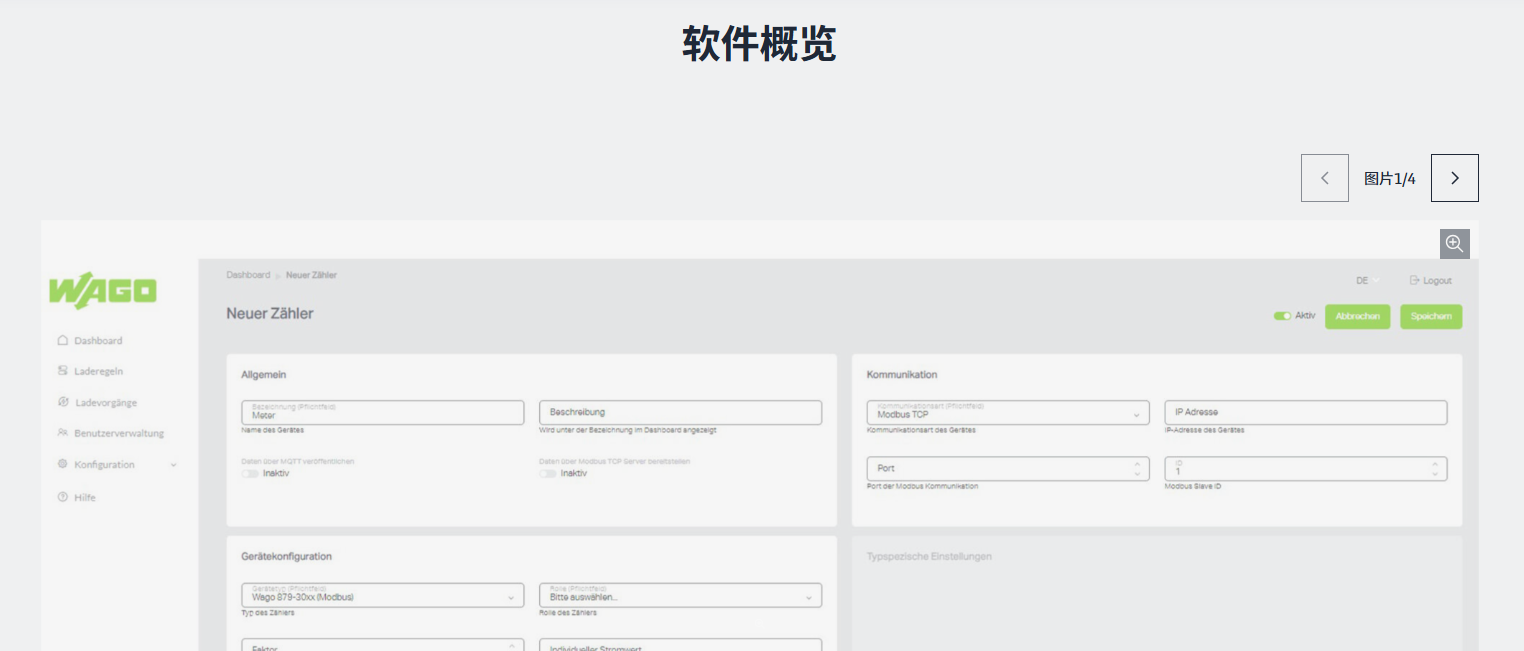 软件概览
图片1/4
WAGO
Dashboard > Neuer Zähler
DE
Logout
Neuer Zähler
Aktiv
Abbrechen
Speichern
Dashboard
Laderegeln
Ladevorgänge
Benutzerverwaltung
Konfiguration
Hilfe
Allgemein
Bezeichnung (Pflichtfeld)
Meter
Name des Gerätes
Beschreibung
Wird unter der Bezeichnung im Dashboard angezeigt
Daten über MQTT veröffentlichen
Inaktiv
Daten über Modbus TCP Server bereitstellen
Inaktiv
Kommunikation
Kommunikationsart (Pflichtfeld)
Modbus TCP
Kommunikationsart des Gerätes
IP Adresse
IP-Adresse des Gerätes
Port
Port der Modbus Kommunikation
ID
1
Modbus Slave ID
Gerätekonfiguration
Gerätetyp (Pflichtfeld)
Wago 879-30xx (Modbus)
Typ des Zählers
Rolle (Pflichtfeld)
Bitte auswählen...
Rolle des Zählers
Faktor
Individueller Stromwert
Typspezische Einstellungen